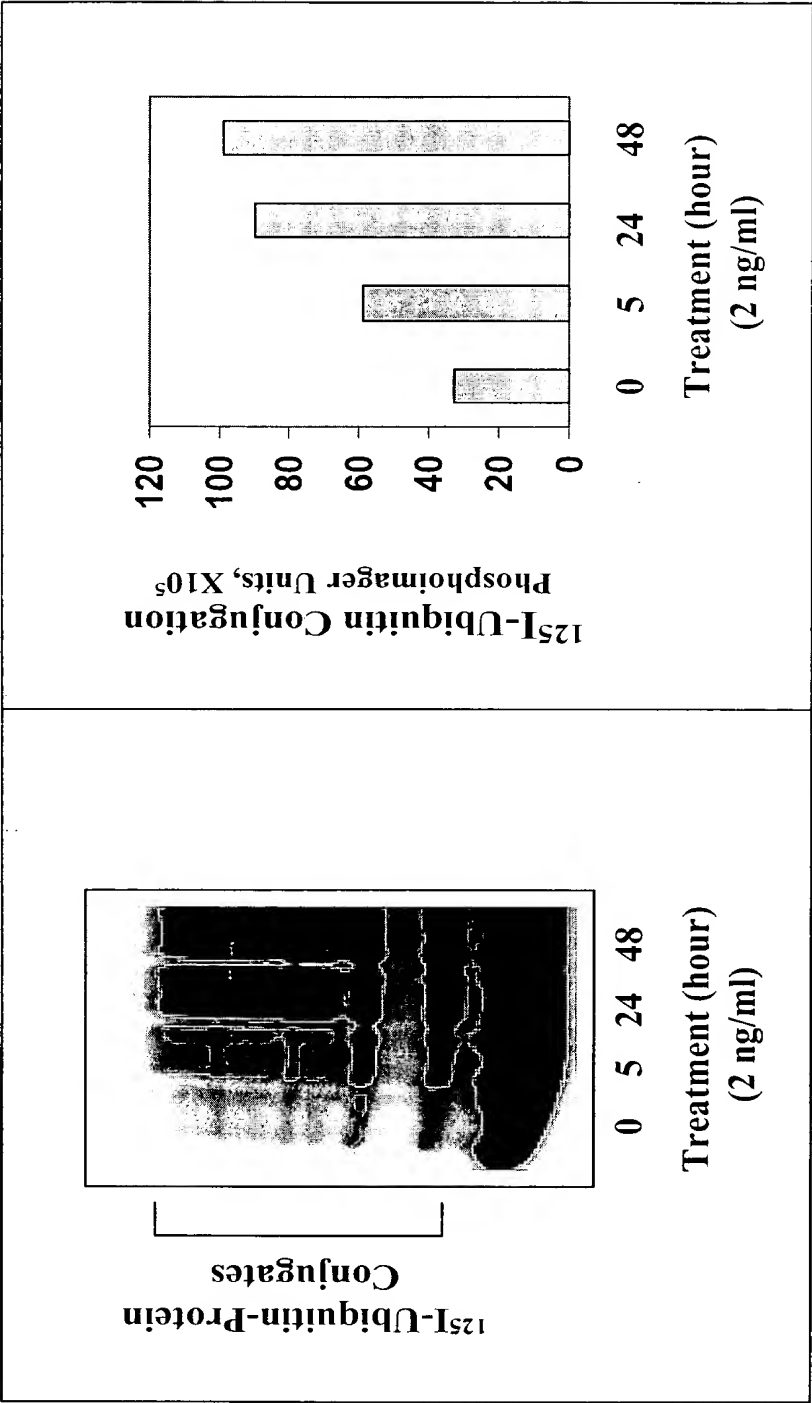 ¹²⁵I-Ubiquitin-Protein
Conjugates
0 5 24 48
Treatment (hour)
(2 ng/ml)
¹²⁵I-Ubiquitin Conjugation
Phosphoimager Units, X10⁵
120
100
80
60
40
20
0
0 5 24 48
Treatment (hour)
(2 ng/ml)